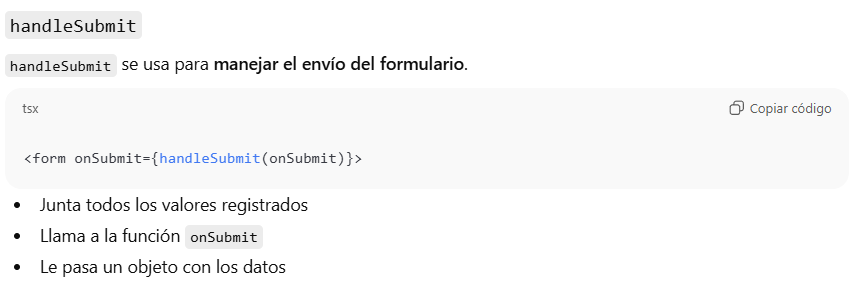 handleSubmit
handleSubmit se usa para manejar el envío del formulario.
tsx
Copiar código
<form onSubmit={handleSubmit(onSubmit)}>
• Junta todos los valores registrados
• Llama a la función onSubmit
• Le pasa un objeto con los datos